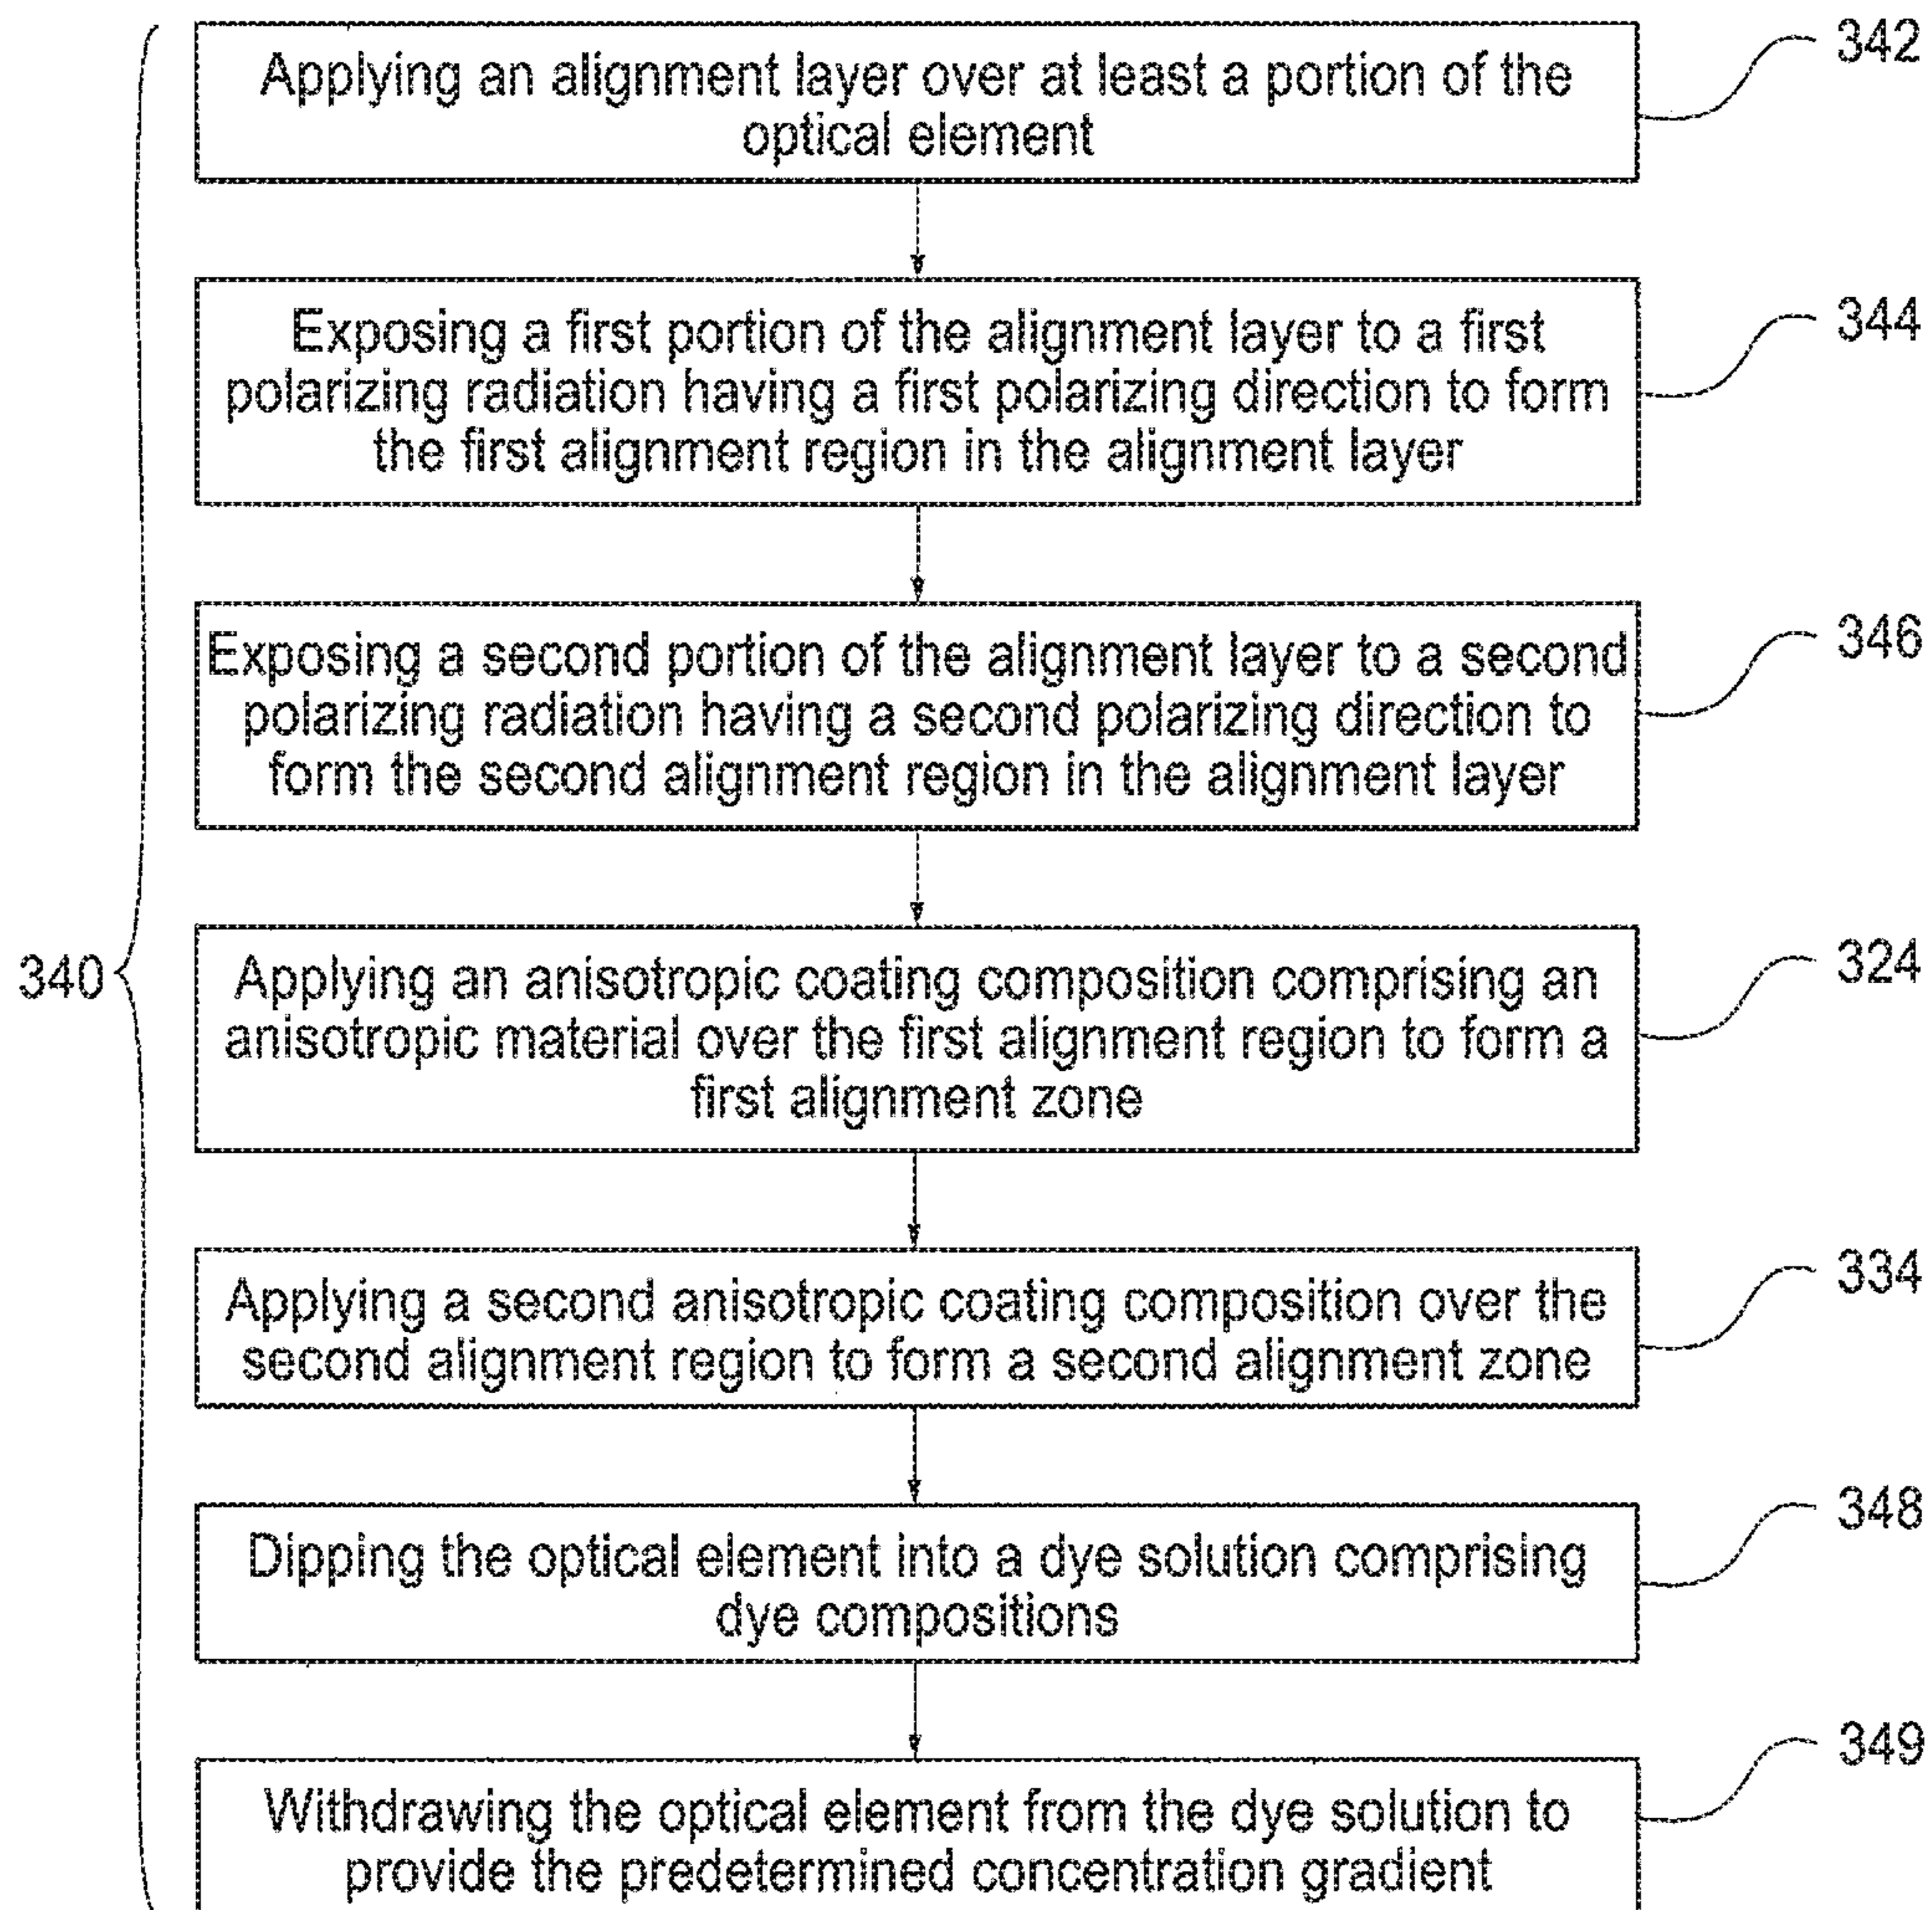 Applying an alignment layer over at least a portion of the
optical element
342
Exposing a first portion of the alignment layer to a first
polarizing radiation having a first polarizing direction to form
the first alignment region in the alignment layer
344
Exposing a second portion of the alignment layer to a second
polarizing radiation having a second polarizing direction to
form the second alignment region in the alignment layer
346
340
Applying an anisotropic coating composition comprising an
anisotropic material over the first alignment region to form a
first alignment zone
324
Applying a second anisotropic coating composition over the
second alignment region to form a second alignment zone
334
Dipping the optical element into a dye solution comprising
dye compositions
348
Withdrawing the optical element from the dye solution to
provide the predetermined concentration gradient
349